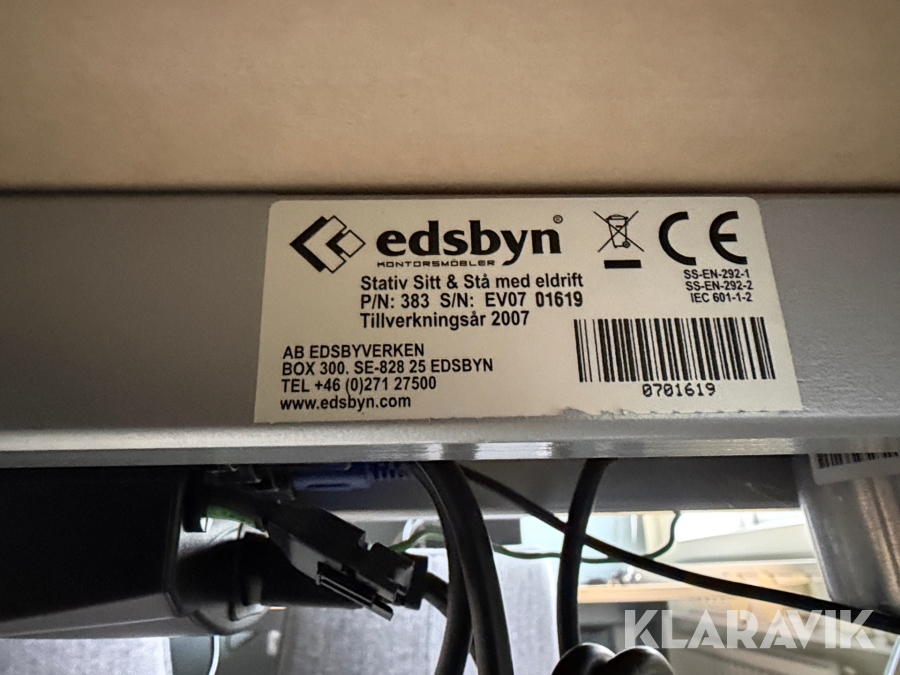 edsbyn®
KONTORSMÖBLER
Stativ Sitt & Stå med eldrift
P/N: 383 S/N: EV07 01619
Tillverkningsår 2007
AB EDSBYVERKEN
BOX 300. SE-828 25 EDSBYN
TEL +46 (0)271 27500
www.edsbyn.com
CE
SS-EN-292-1
SS-EN-292-2
IEC 601-1-2
0701619
KLARAVIK